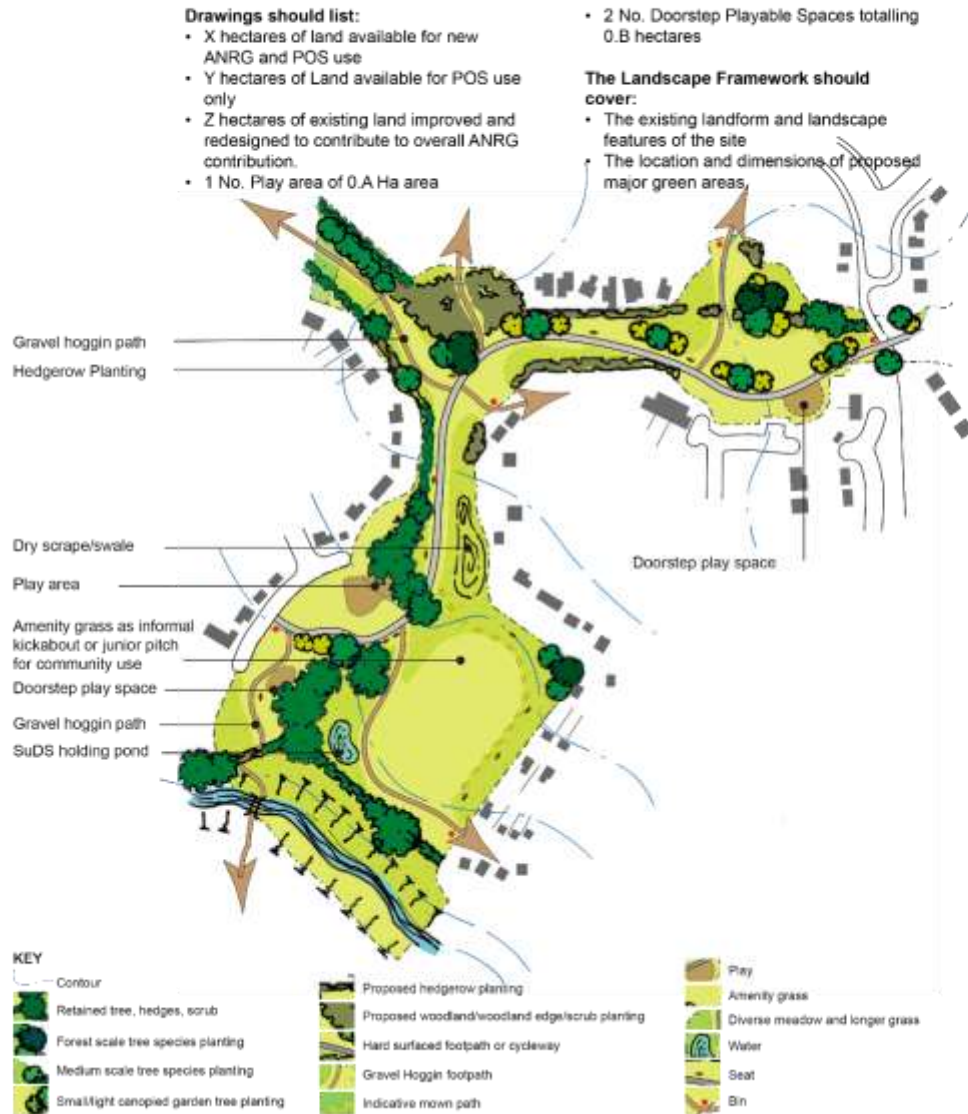 Drawings should list:
• X hectares of land available for new
ANRG and POS use
• Y hectares of Land available for POS use
only
• Z hectares of existing land improved and
redesigned to contribute to overall ANRG
contribution.
• 1 No. Play area of 0.A Ha area
• 2 No. Doorstep Playable Spaces totalling
0.B hectares
The Landscape Framework should
cover:
• The existing landform and landscape
features of the site
• The location and dimensions of proposed
major green areas
Gravel hoggin path
Hedgerow Planting
Dry scrape/swale
Play area
Amenity grass as informal
kickabout or junior pitch
for community use
Doorstep play space
Gravel hoggin path
SuDS holding pond
Doorstep play space
KEY
Contour
Retained tree, hedges, scrub
Forest scale tree species planting
Medium scale tree species planting
Small/light canopied garden tree planting
Proposed hedgerow planting
Proposed woodland/woodland edge/scrub planting
Hard surfaced footpath or cycleway
Gravel Hoggin footpath
Indicative mown path
Play
Amenity grass
Diverse meadow and longer grass
Water
Seat
Bin